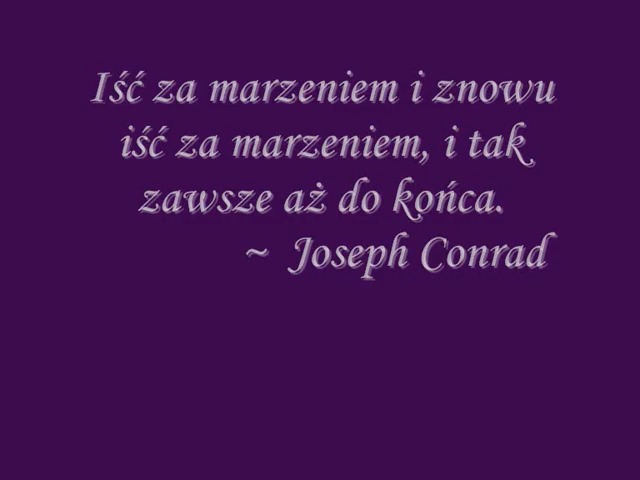 Iść za marzeniem i znowu
iść za marzeniem, i tak
zawsze aż do końca.
~ Joseph Conrad